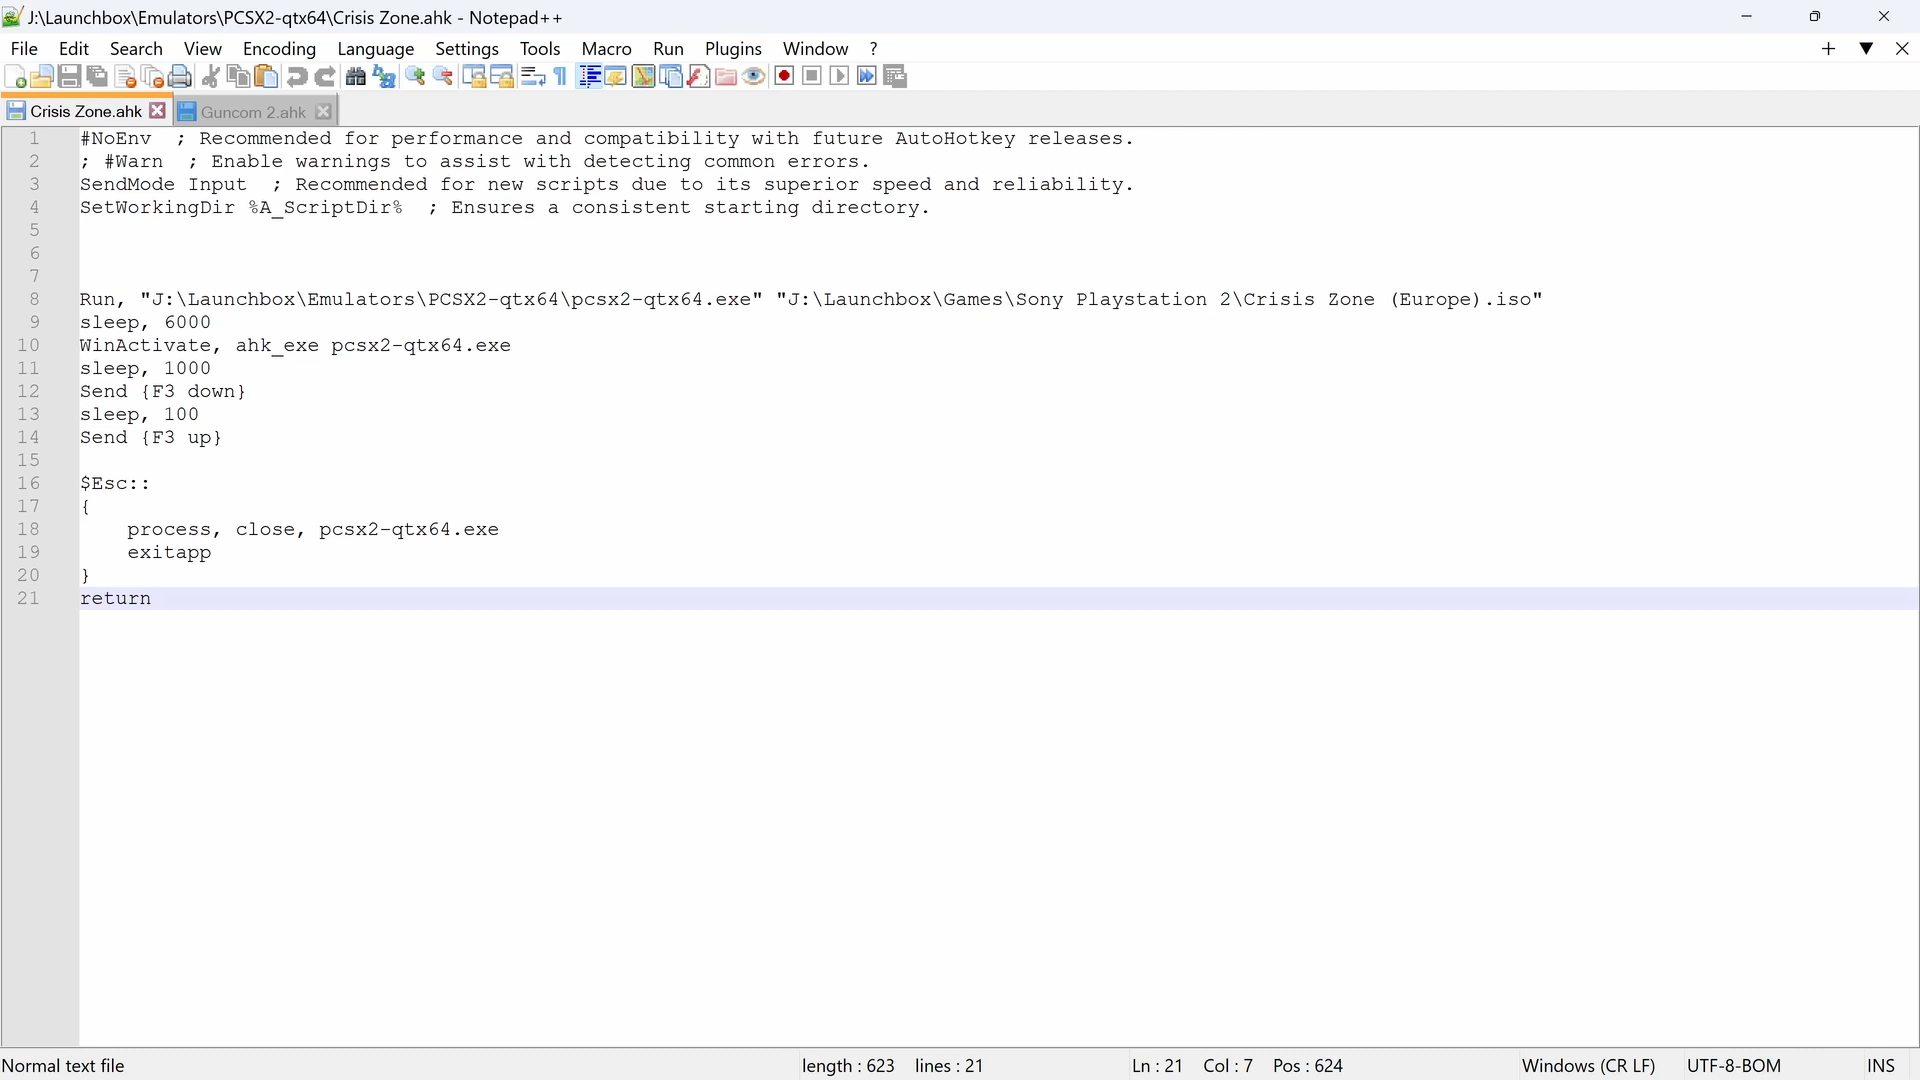 J:\Launchbox\Emulators\PCSX2-qtx64\Crisis Zone.ahk - Notepad++
File Edit Search View Encoding Language Settings Tools Macro Run Plugins Window ?
Crisis Zone.ahk Guncom 2.ahk
1 #NoEnv  ; Recommended for performance and compatibility with future AutoHotkey releases.
2 ; #Warn  ; Enable warnings to assist with detecting common errors.
3 SendMode Input  ; Recommended for new scripts due to its superior speed and reliability.
4 SetWorkingDir %A_ScriptDir%  ; Ensures a consistent starting directory.
5
6
7
8 Run, "J:\Launchbox\Emulators\PCSX2-qtx64\pcsx2-qtx64.exe" "J:\Launchbox\Games\Sony Playstation 2\Crisis Zone (Europe).iso"
9 sleep, 6000
10 WinActivate, ahk_exe pcsx2-qtx64.exe
11 sleep, 1000
12 Send {F3 down}
13 sleep, 100
14 Send {F3 up}
15
16 $Esc::
17 {
18     process, close, pcsx2-qtx64.exe
19     exitapp
20 }
21 return
Normal text file length : 623 lines : 21 Ln : 21 Col : 7 Pos : 624 Windows (CR LF) UTF-8-BOM INS